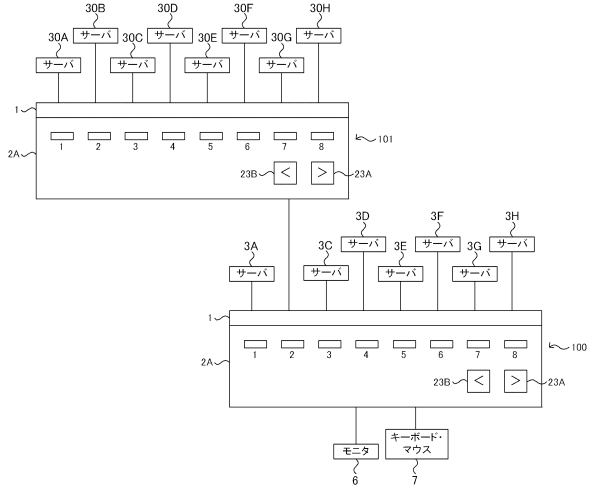 30B 30D 30F 30H
サーバ サーバ サーバ サーバ
30A 30C 30E 30G
サーバ サーバ サーバ サーバ
1
1 2 3 4 5 6 7 8
101
2A
23B < > 23A
3D 3F 3H
サーバ サーバ サーバ
3A 3C 3E 3G
サーバ サーバ サーバ サーバ
1
1 2 3 4 5 6 7 8
100
2A
23B < > 23A
モニタ
キーボード・
マウス
6 7